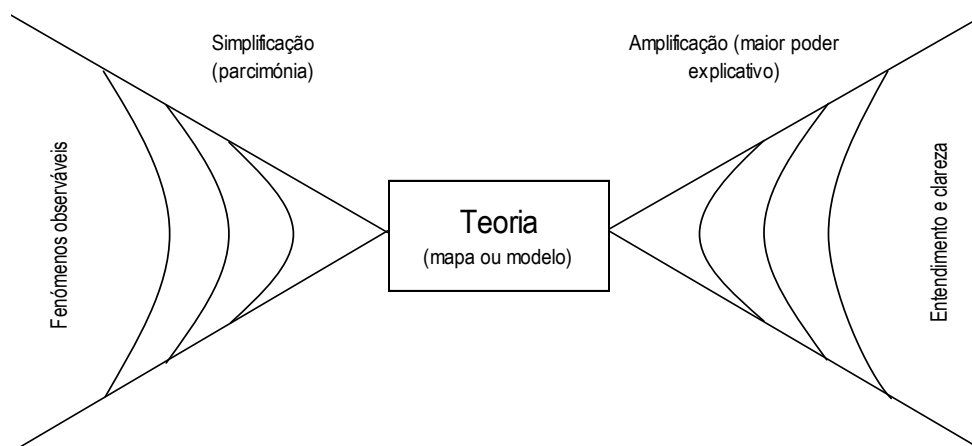 Simplificação
(parcimónia)
Amplificação (maior poder
explicativo)
Fenómenos observáveis
Teoria
(mapa ou modelo)
Entendimento e clareza